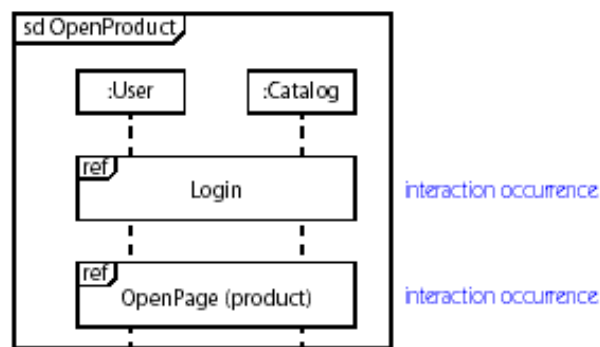 sd OpenProduct
:User
:Catalog
ref
Login
interaction occurrence
ref
OpenPage (product)
interaction occurrence